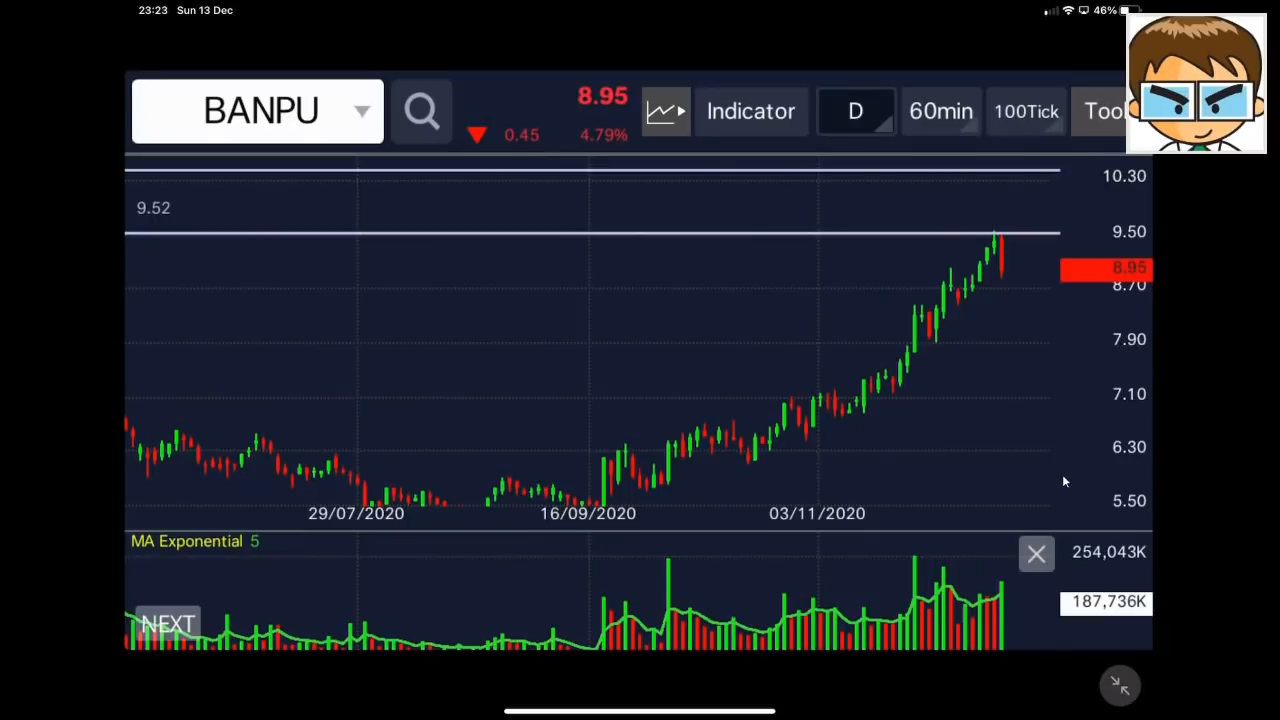 23:23 Sun 13 Dec
46%
BANPU
8.95
0.45 4.79%
Indicator
D
60min
100Tick
Tool
10.30
9.52
9.50
8.95
8.70
7.90
7.10
6.30
5.50
29/07/2020 16/09/2020 03/11/2020
MA Exponential 5
254,043K
187,736K
NEXT